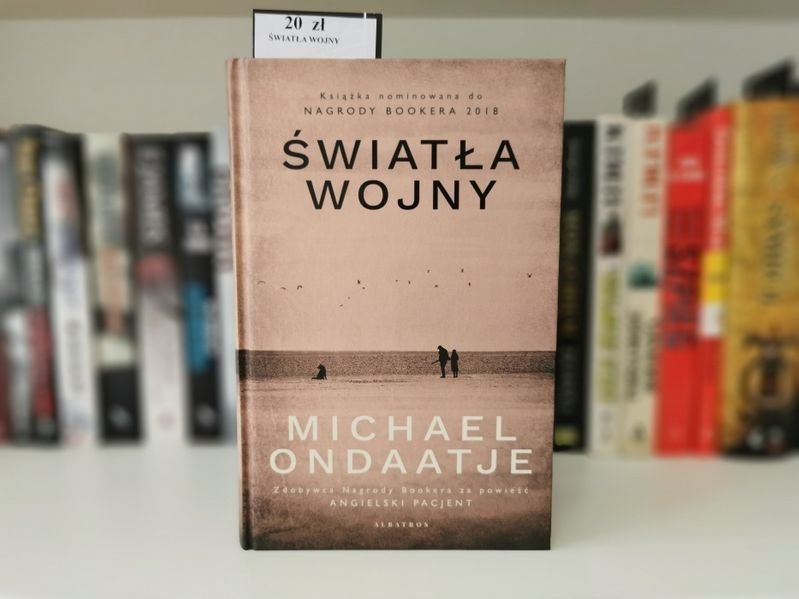 20 zł
ŚWIATŁA WOJNY
Książka nominowana do
NAGRODY BOOKERA 2018
ŚWIATŁA
WOJNY
MICHAEL
ONDAATJE
Zdobywca Nagrody Bookera za powieść
ANGIELSKI PACJENT
ALBATROS